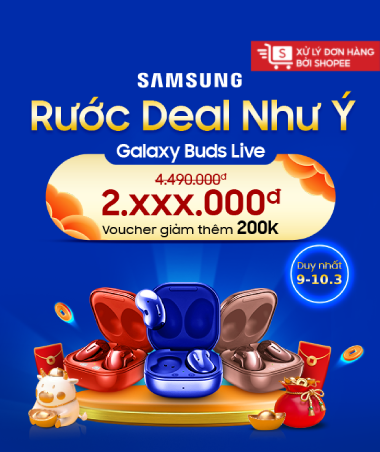 S XỬ LÝ ĐƠN HÀNG
BỞI SHOPEE
SAMSUNG
Rước Deal Như Ý
Galaxy Buds Live
4.490.000đ
2.xxx.000đ
Voucher giảm thêm 200k
Duy nhất
9-10.3